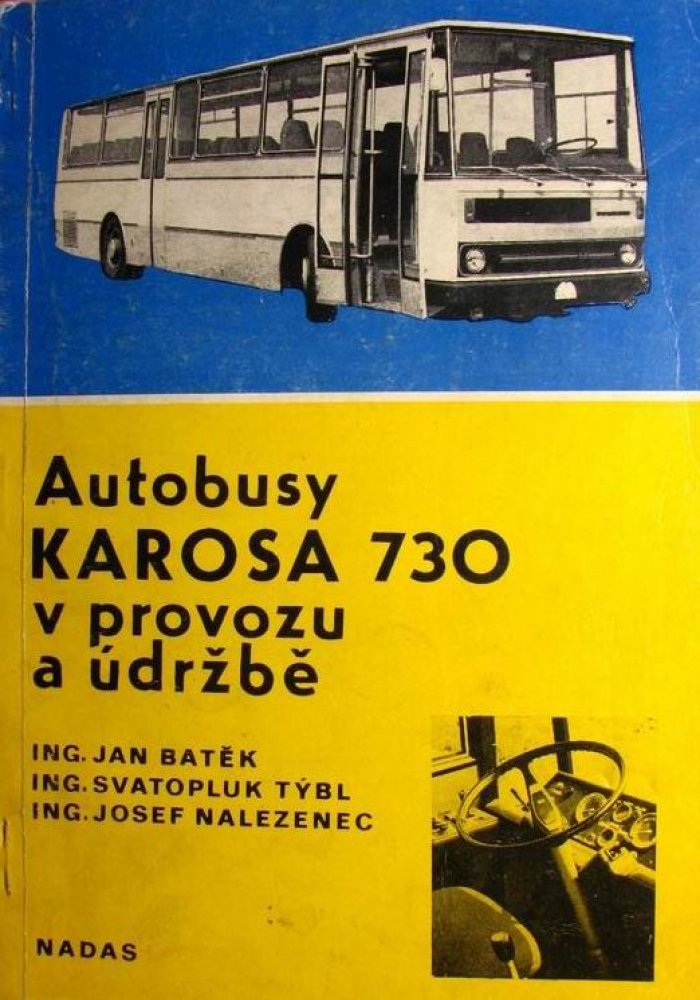 Autobusy
KAROSA 730
v provozu
a údržbě
ING. JAN BATĚK
ING. SVATOPLUK TÝBL
ING. JOSEF NALEZENEC
NADAS